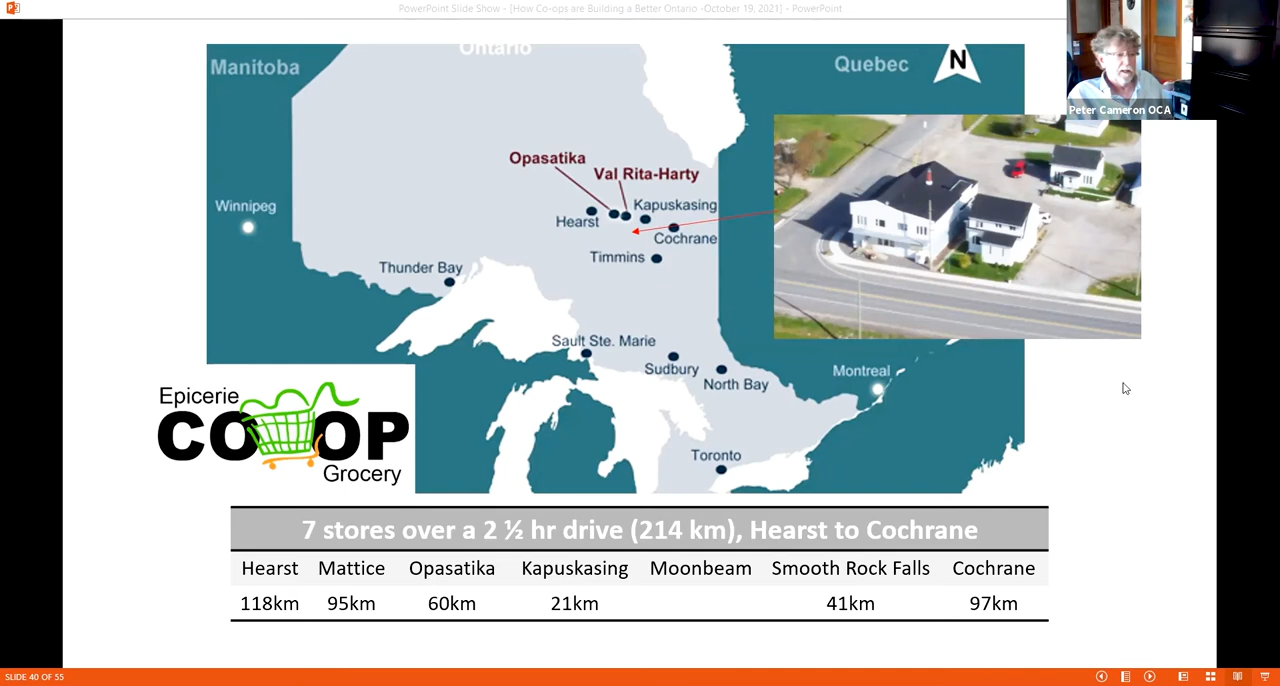 PowerPoint Slide Show - [How Co-ops are Building a Better Ontario -October 19, 2021] - PowerPoint
Peter Cameron OCA
Ontario
Manitoba
Quebec
N
Opasatika
Val Rita-Harty
Winnipeg
Kapuskasing
Hearst
Cochrane
Timmins
Thunder Bay
Sault Ste. Marie
Sudbury
North Bay
Montreal
Toronto
Epicerie
COOP
Grocery
7 stores over a 2 ½ hr drive (214 km), Hearst to Cochrane
Hearst Mattice Opasatika Kapuskasing Moonbeam Smooth Rock Falls Cochrane
118km 95km 60km 21km 41km 97km
SLIDE 40 OF 55